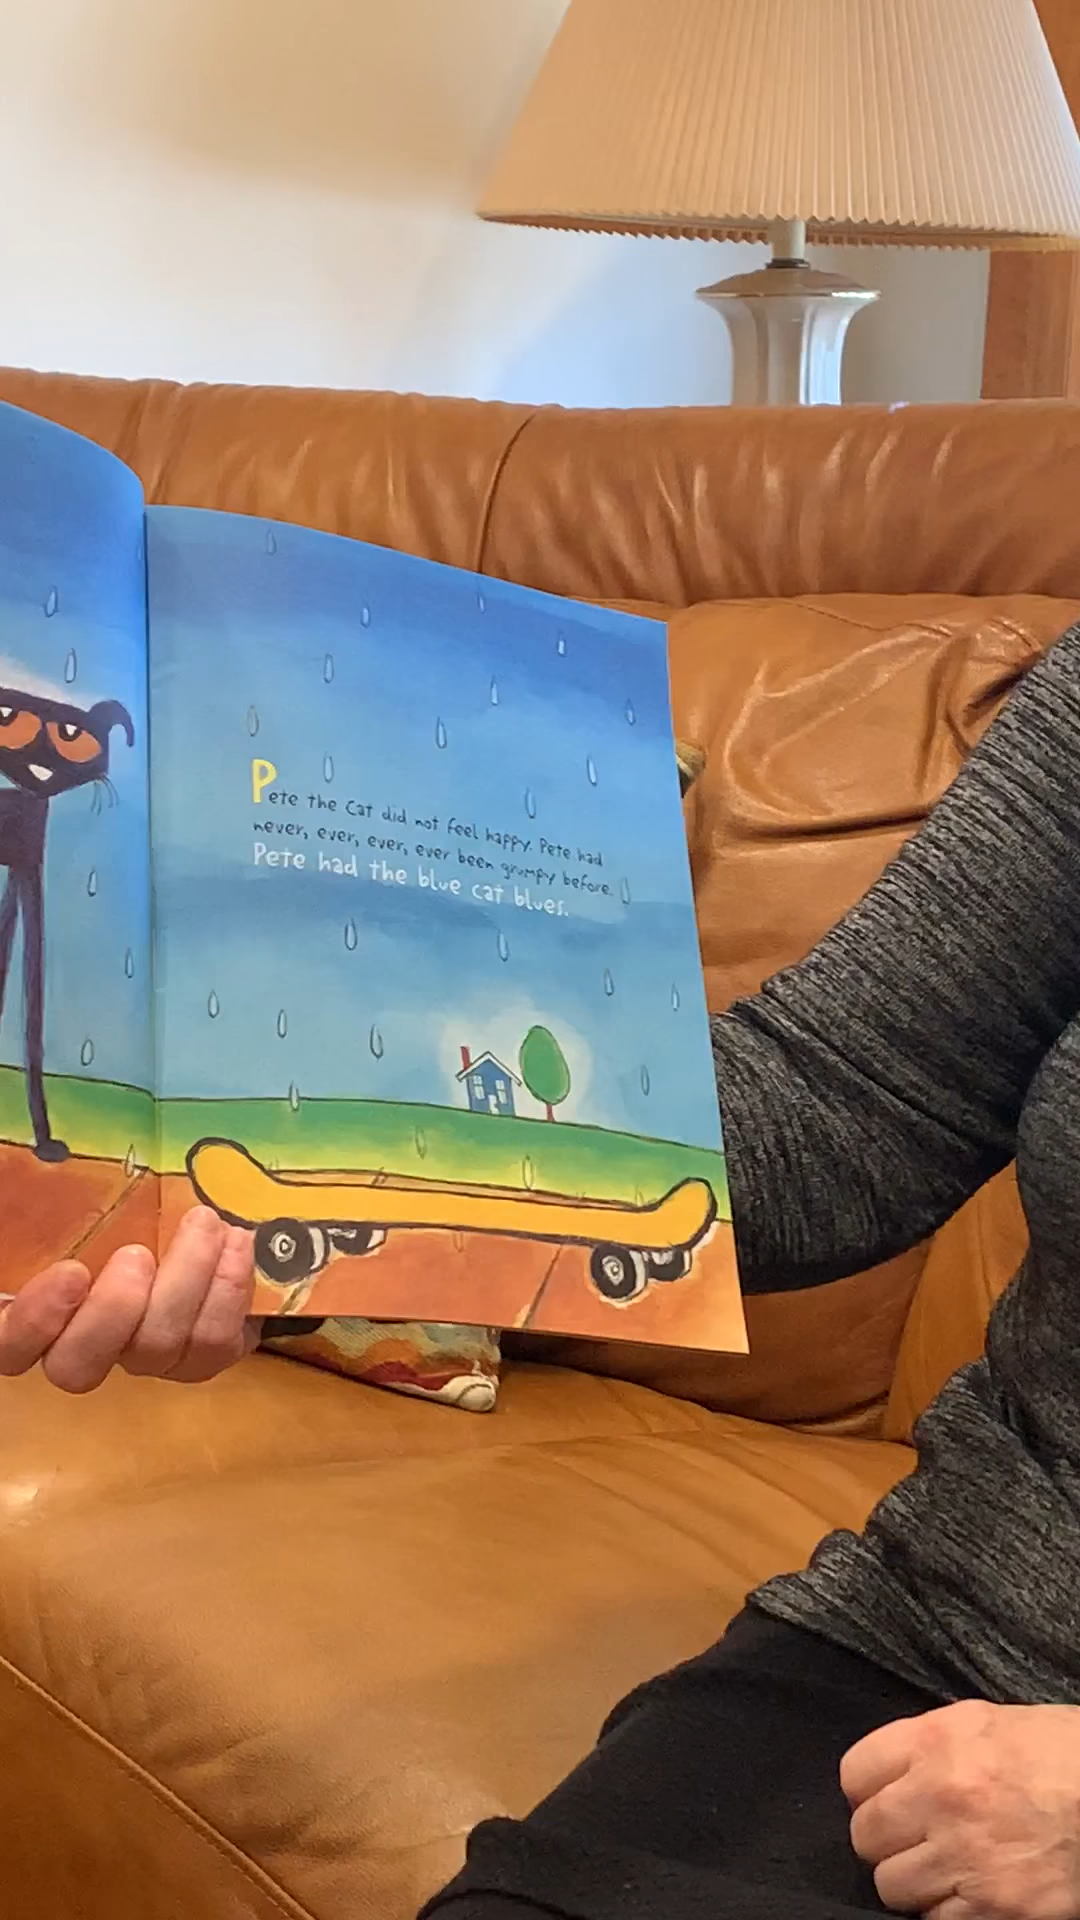 Pete the Cat did not feel happy. Pete had
never, ever, ever, ever been grumpy before.
Pete had the blue cat blues.